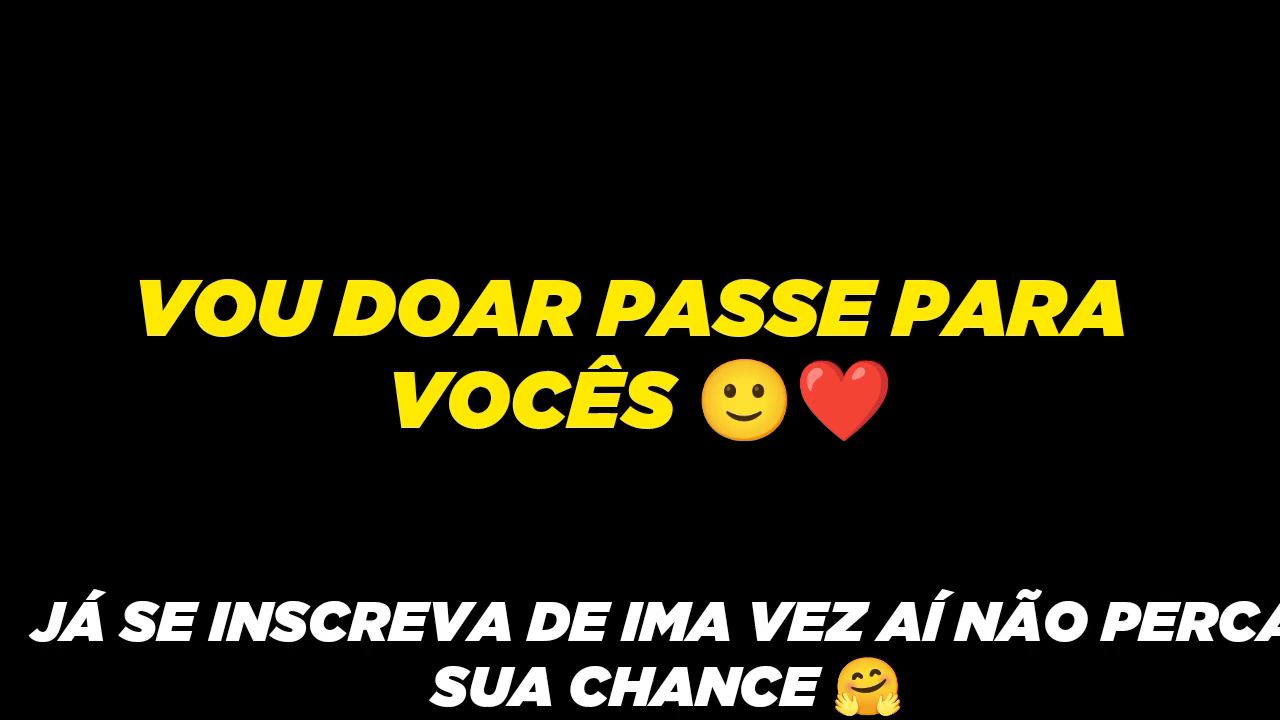 VOU DOAR PASSE PARA
VOCÊS 🙂❤️
JÁ SE INSCREVA DE IMA VEZ AÍ NÃO PERCA
SUA CHANCE 🤗